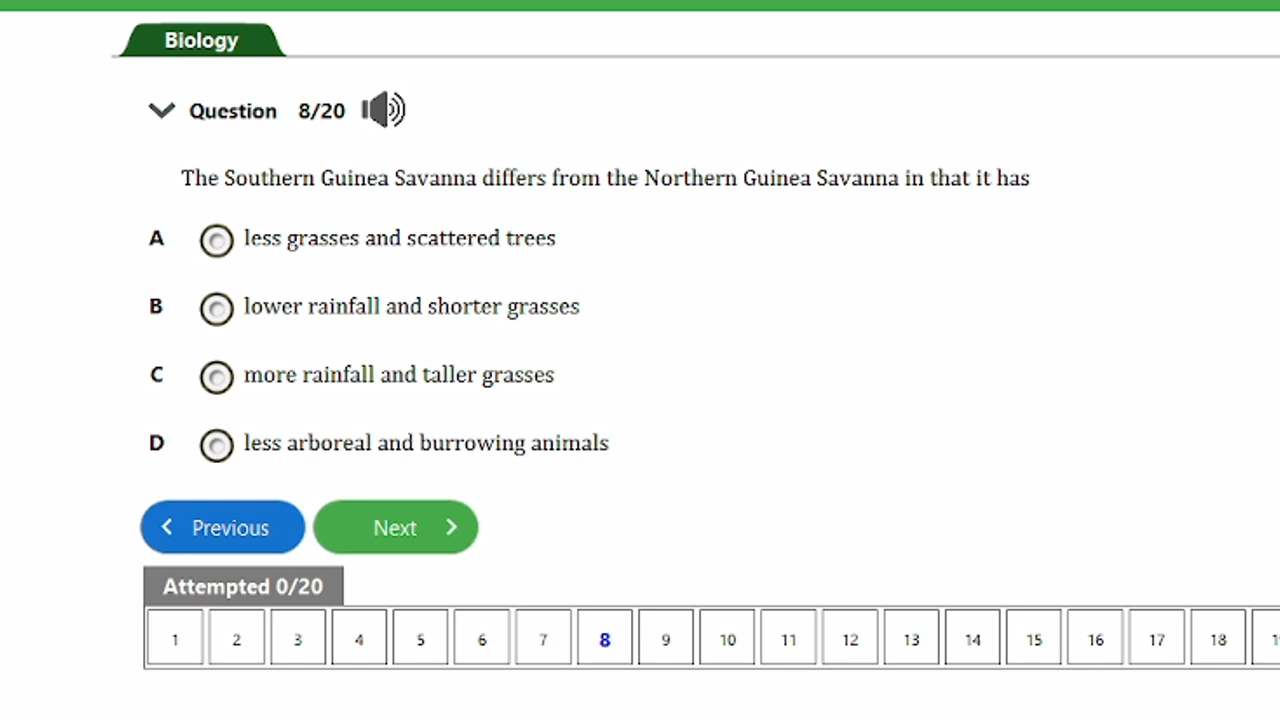 Biology
Question 8/20
The Southern Guinea Savanna differs from the Northern Guinea Savanna in that it has
A less grasses and scattered trees
B lower rainfall and shorter grasses
C more rainfall and taller grasses
D less arboreal and burrowing animals
Previous Next
Attempted 0/20
1 2 3 4 5 6 7 8 9 10 11 12 13 14 15 16 17 18